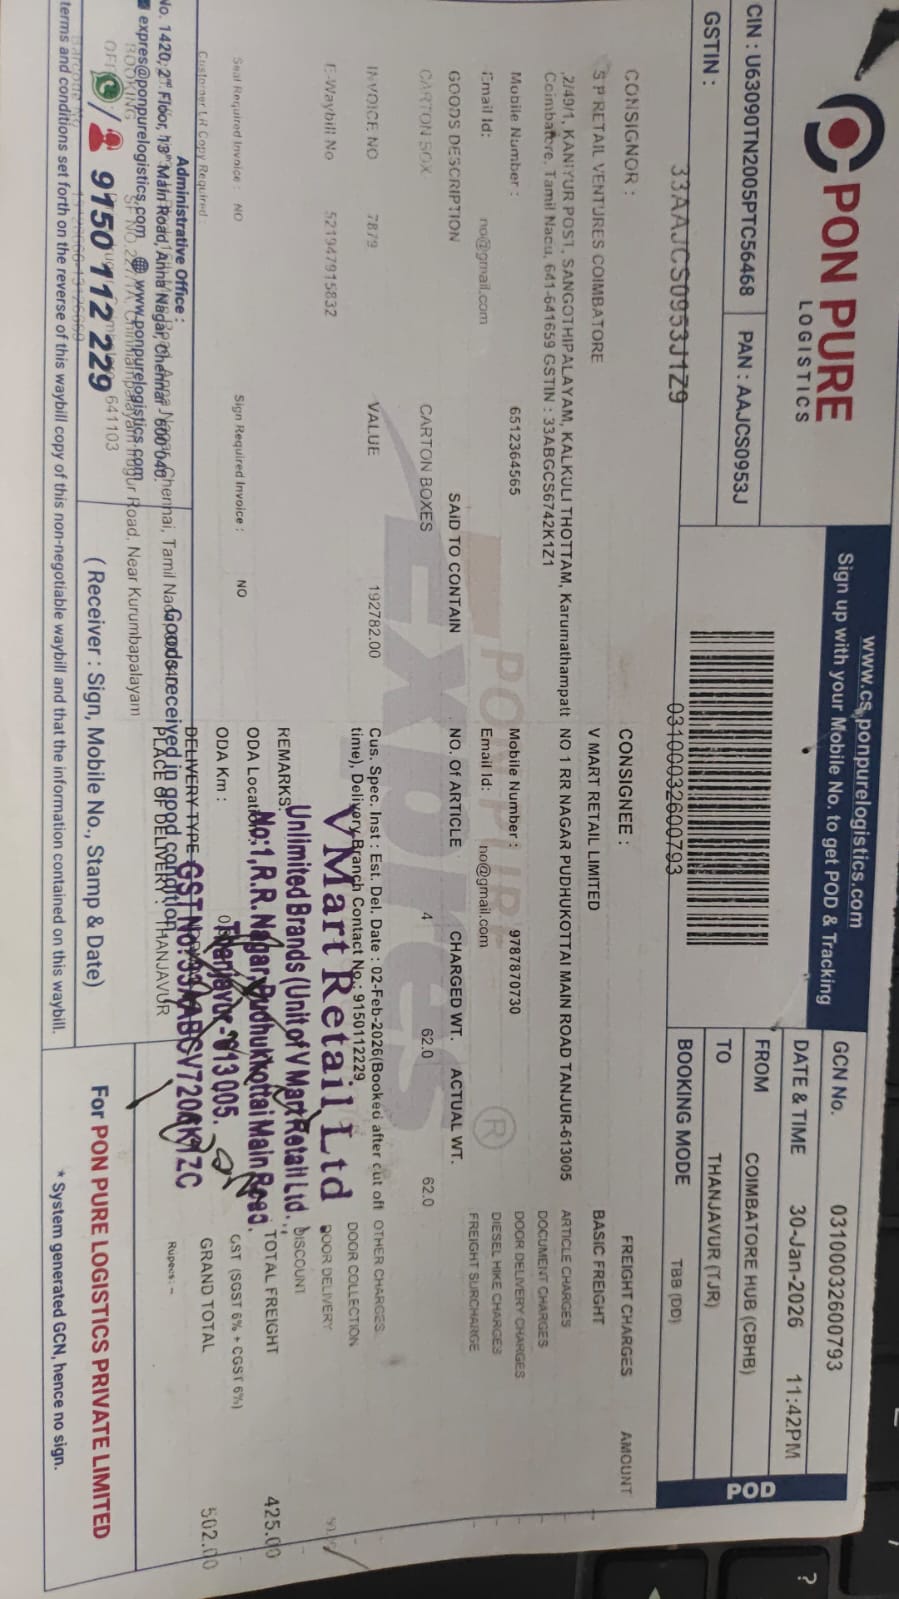 PON PURE
LOGISTICS
www.cs.ponpurelogistics.com
Sign up with your Mobile No. to get POD & Tracking
CIN : U63090TN2005PTC56468 PAN : AAJCS0953J
GSTIN : 33AAJCS0953J1Z9
03100032600793
GCN No. 03100032600793
DATE & TIME 30-Jan-2026 11:42PM
FROM COIMBATORE HUB (CBHB)
TO THANJAVUR (TJR)
BOOKING MODE TBB (DD)
POD
CONSIGNOR :
S P RETAIL VENTURES COIMBATORE
,2/49/1, KANIYUR POST, SANGOTHIPALAYAM, KALKULI THOTTAM, Karumathampatt
Coimbatore, Tamil Nadu, 641-641659 GSTIN : 33ABGCS6742K1Z1
Mobile Number : 6512364565
Email Id: no@gmail.com
CONSIGNEE :
V MART RETAIL LIMITED
NO 1 RR NAGAR PUDHUKOTTAI MAIN ROAD TANJUR-613005
Mobile Number : 9787870730
Email Id: no@gmail.com
GOODS DESCRIPTION SAID TO CONTAIN NO. Of ARTICLE CHARGED WT. ACTUAL WT.
CARTON BOX CARTON BOXES 4 62.0 62.0
INVOICE NO 7879 VALUE 192782.00
E-Waybill No 521947915832
Cus. Spec. Inst : Est. Del. Date : 02-Feb-2026(Booked after cut off
time), Delivery Branch Contact No.: 9150112229
REMARKS:
ODA Location:
ODA Km :
DELIVERY TYPE
PLACE OF DELIVERY : THANJAVUR
Seal Required Invoice : NO Sign Required Invoice : NO
Customer LR Copy Required :
FREIGHT CHARGES AMOUNT
BASIC FREIGHT
ARTICLE CHARGES
DOCUMENT CHARGES
DOOR DELIVERY CHARGES
DIESEL HIKE CHARGES
FREIGHT SURCHARGE
OTHER CHARGES
DOOR COLLECTION
DOOR DELIVERY
DISCOUNT
TOTAL FREIGHT 425.00
GST (SGST 6% + CGST 6%)
GRAND TOTAL 502.00
Rupees: -
PONPURE
Express
®
V Mart Retail Ltd
Unlimited Brands (Unit of V Mart Retail Ltd.,
No:1, R.R. Nagar, Pudhukkottai Main Road,
Thanjavur - 613 005.
Administrative Office :
No. 1420, 2nd Floor, 13th Main Road, Anna Nagar, Chennai 600 040
expres@ponpurelogistics.com www.ponpurelogistics.com
9150 112 229
BOOKING
Road, Near Kurumbapalayam
641103
Goods received in good condition
( Receiver : Sign, Mobile No., Stamp & Date)
For PON PURE LOGISTICS PRIVATE LIMITED
* System generated GCN, hence no sign.
terms and conditions set forth on the reverse of this waybill copy of this non-negotiable waybill and that the information contained on this waybill.